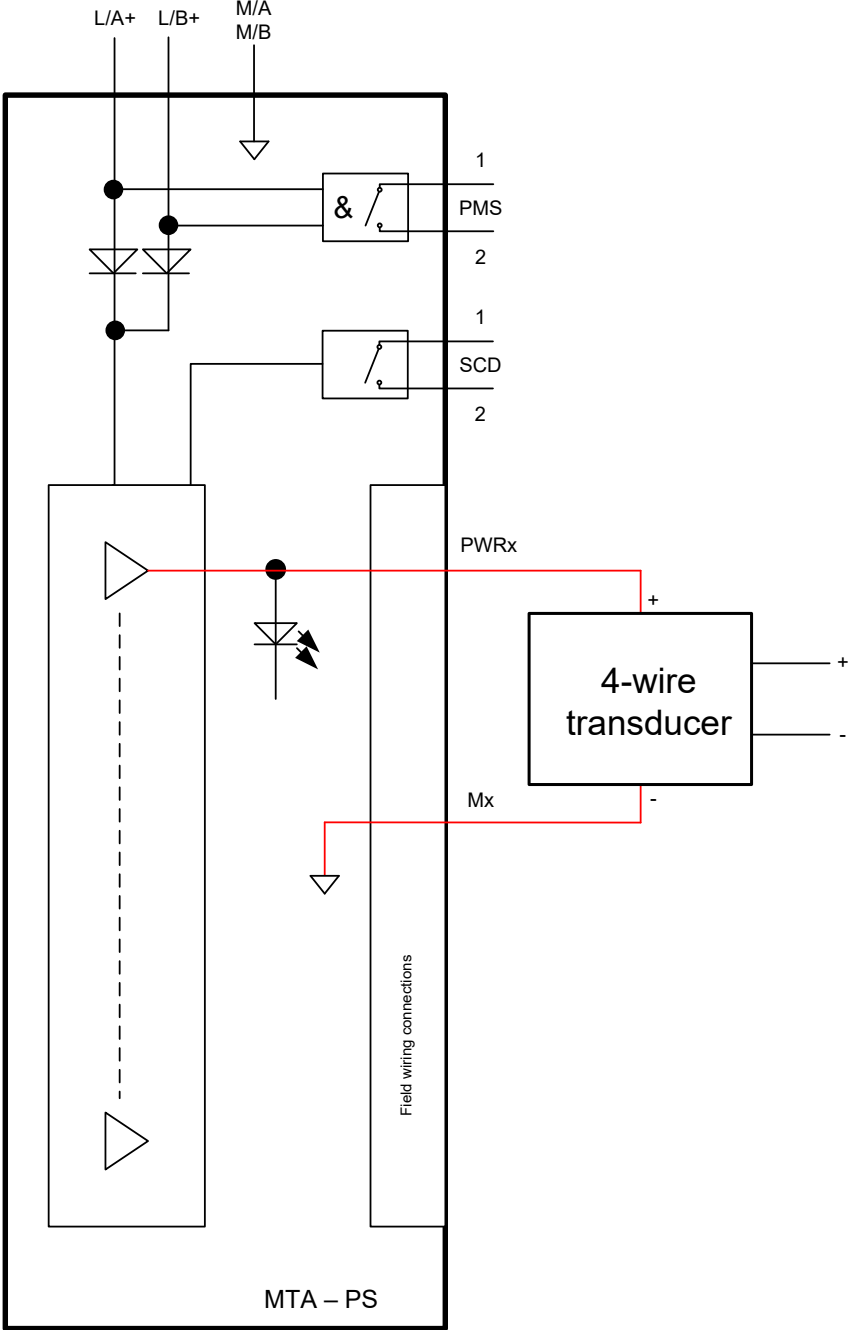 L/A+ L/B+ M/A
M/B
1
&
PMS
2
1
SCD
2
PWRx
+
4-wire
transducer
+
-
Mx
-
Field wiring connections
MTA – PS